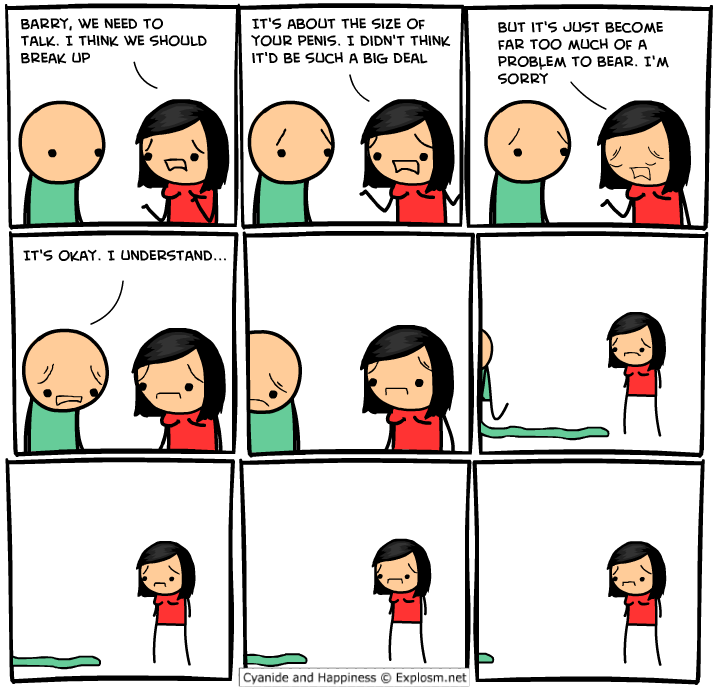 BARRY, WE NEED TO
TALK. I THINK WE SHOULD
BREAK UP
IT'S ABOUT THE SIZE OF
YOUR PENIS. I DIDN'T THINK
IT'D BE SUCH A BIG DEAL
BUT IT'S JUST BECOME
FAR TOO MUCH OF A
PROBLEM TO BEAR. I'M
SORRY
IT'S OKAY. I UNDERSTAND...
Cyanide and Happiness © Explosm.net